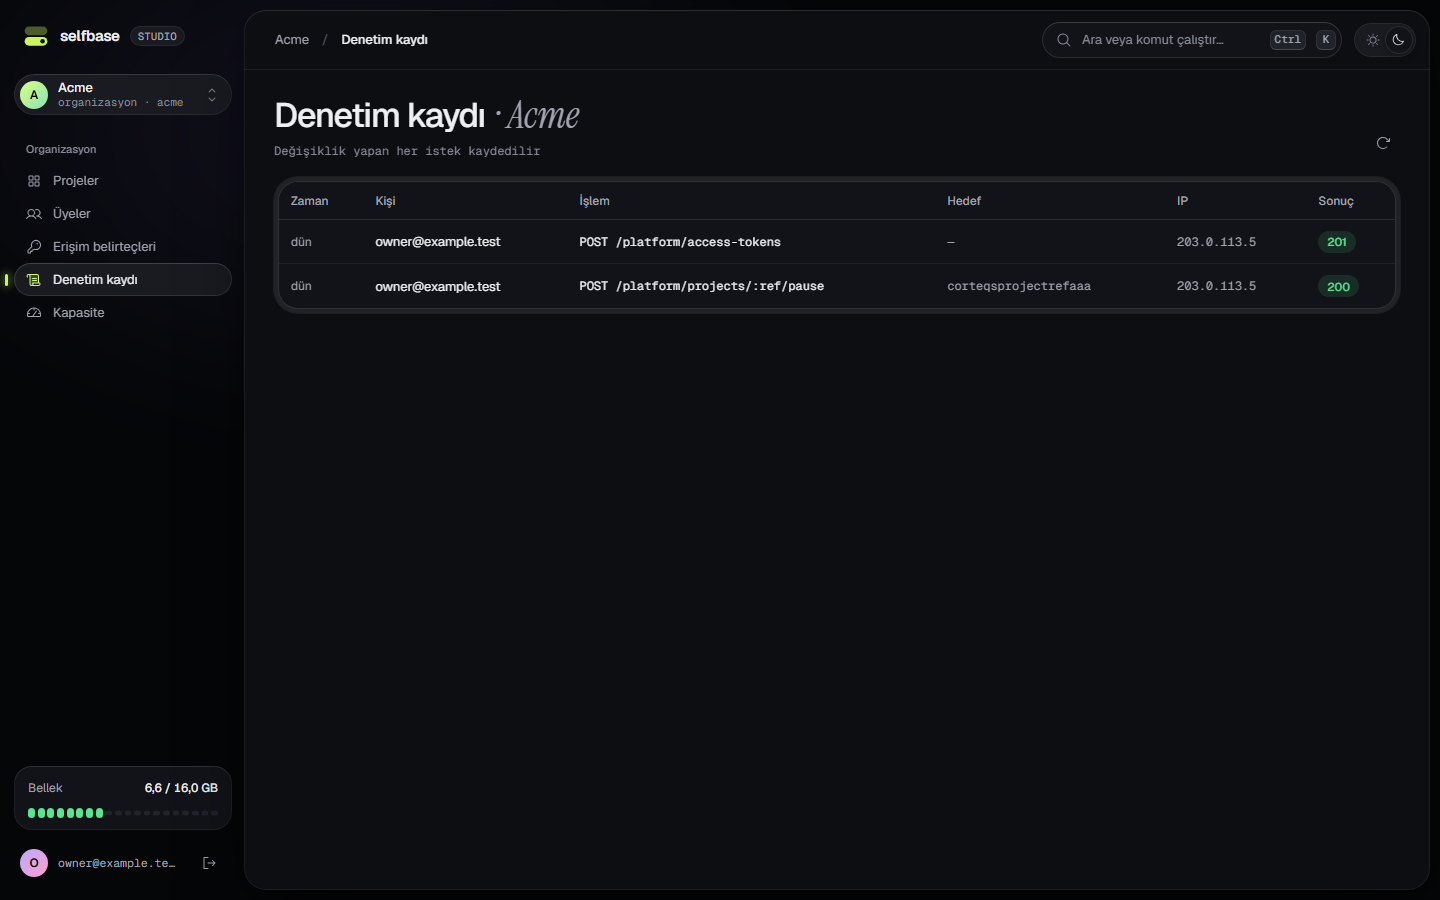 selfbase STUDIO
Acme / Denetim kaydı
Ara veya komut çalıştır... Ctrl K
A Acme
organizasyon · acme
Organizasyon
Projeler
Üyeler
Erişim belirteçleri
Denetim kaydı
Kapasite
Denetim kaydı · Acme
Değişiklik yapan her istek kaydedilir
Zaman Kişi İşlem Hedef IP Sonuç
dün owner@example.test POST /platform/access-tokens — 203.0.113.5 201
dün owner@example.test POST /platform/projects/:ref/pause corteqsprojectrefaaa 203.0.113.5 200
Bellek 6,6 / 16,0 GB
O owner@example.te…